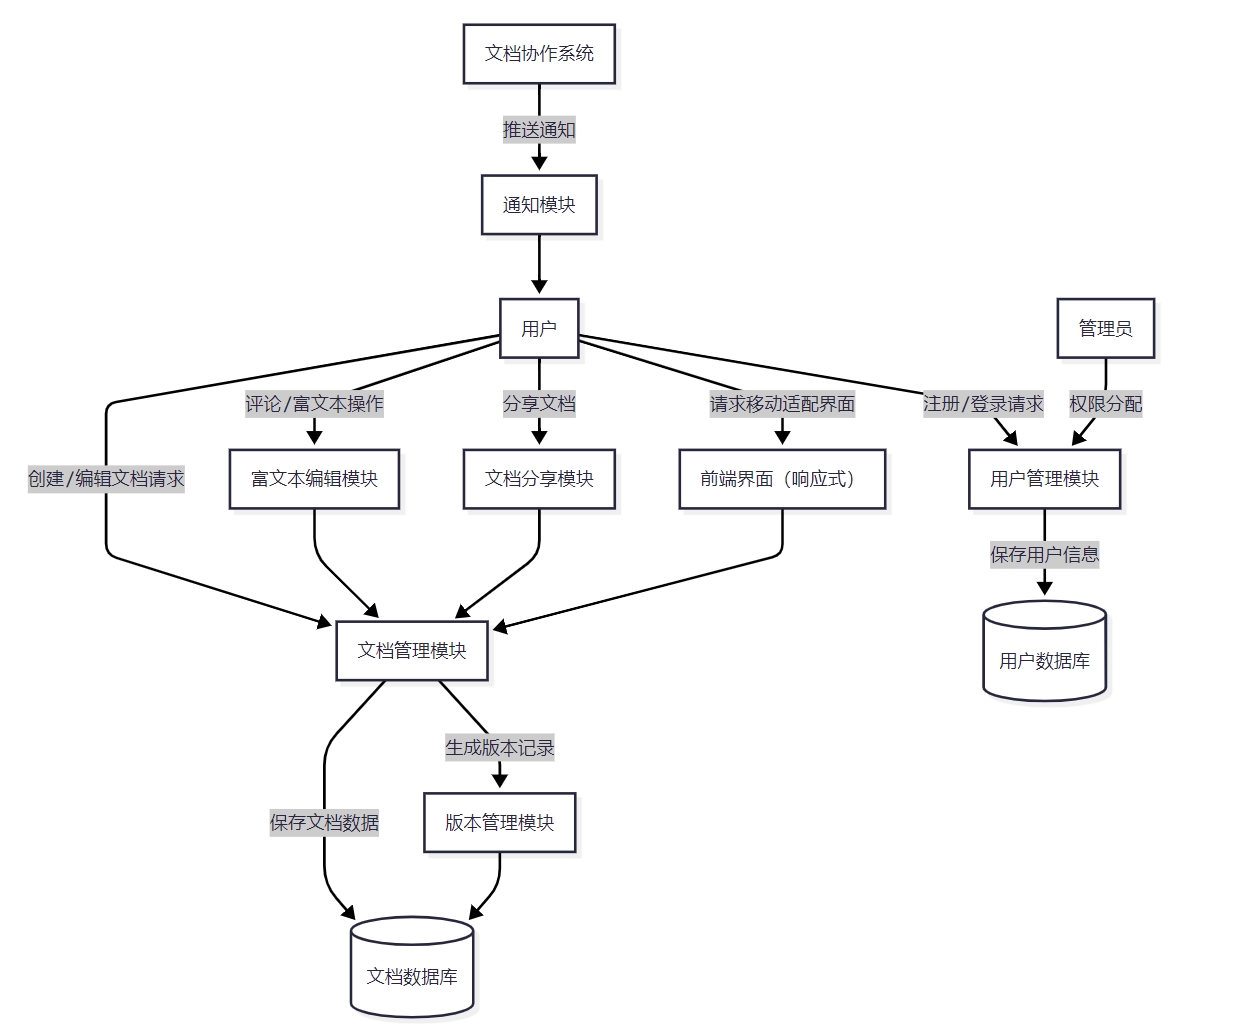 文档协作系统
推送通知
通知模块
用户
管理员
评论/富文本操作
分享文档
请求移动适配界面
注册/登录请求
权限分配
创建/编辑文档请求
富文本编辑模块
文档分享模块
前端界面（响应式）
用户管理模块
保存用户信息
文档管理模块
用户数据库
生成版本记录
保存文档数据
版本管理模块
文档数据库